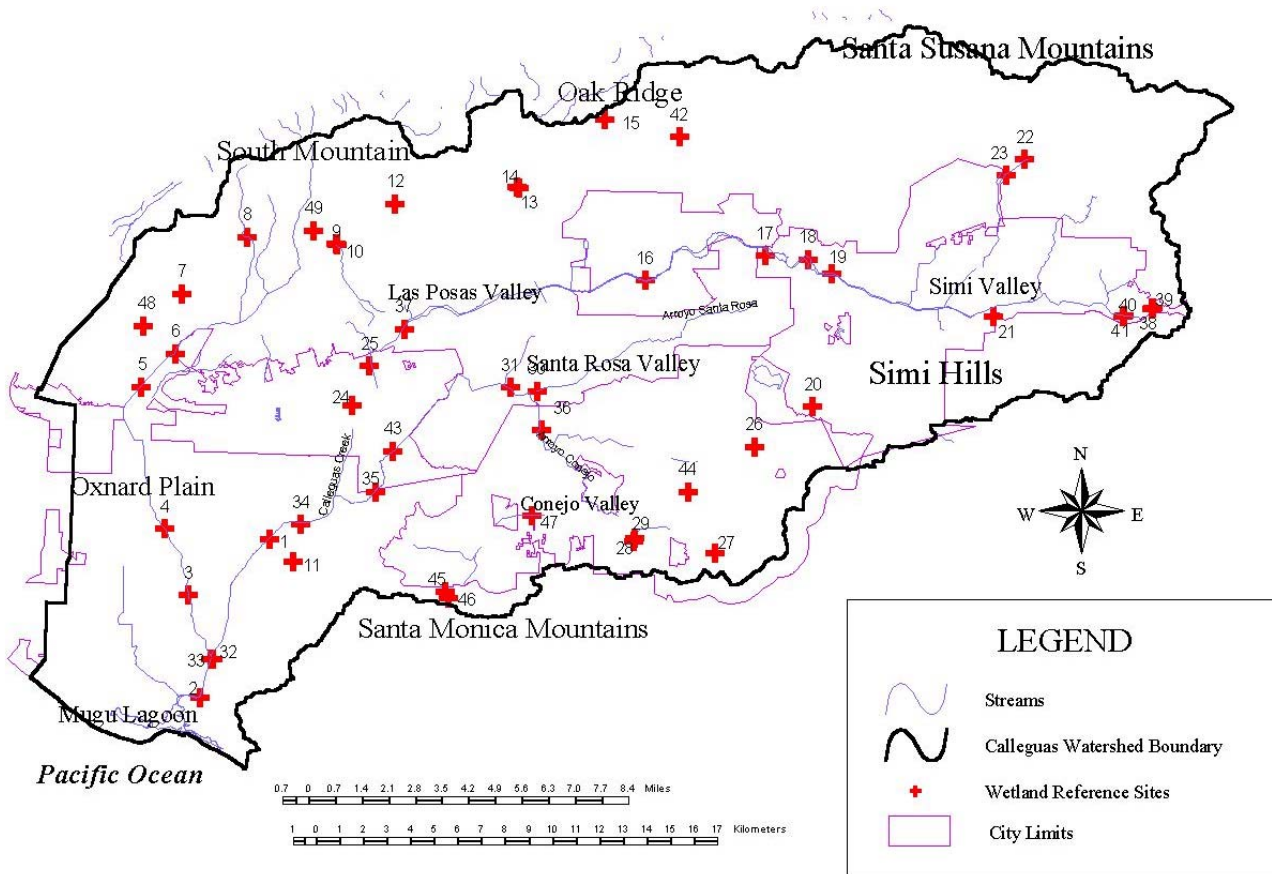 Santa Susana Mountains
Oak Ridge
15
42
South Mountain
22
23
14
13
12
8
49
9
10
17
18
19
16
7
Las Posas Valley
Simi Valley
40
39
38
41
21
48
37
Arroyo Santa Rosa
6
25
Santa Rosa Valley
Simi Hills
5
31
30
24
36
20
43
Calleguas Creek
Arroyo Conejo
26
N
Oxnard Plain
35
44
W
E
4
34
Conejo Valley
47
1
29
28
27
11
S
3
45
46
Santa Monica Mountains
LEGEND
33
32
2
Mugu Lagoon
Streams
Pacific Ocean
Calleguas Watershed Boundary
0.7 0 0.7 1.4 2.1 2.8 3.5 4.2 4.9 5.6 6.3 7.0 7.7 8.4 Miles
Wetland Reference Sites
1 0 1 2 3 4 5 6 7 8 9 10 11 12 13 14 15 16 17 Kilometers
City Limits